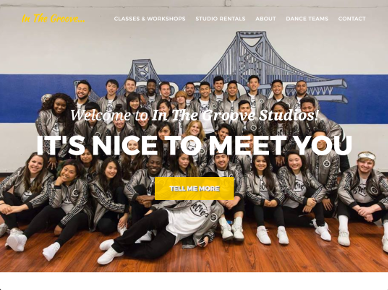 In The Groove
CLASSES & WORKSHOPS STUDIO RENTALS ABOUT DANCE TEAMS CONTACT
Welcome to In The Groove Studios!
IT'S NICE TO MEET YOU
TELL ME MORE